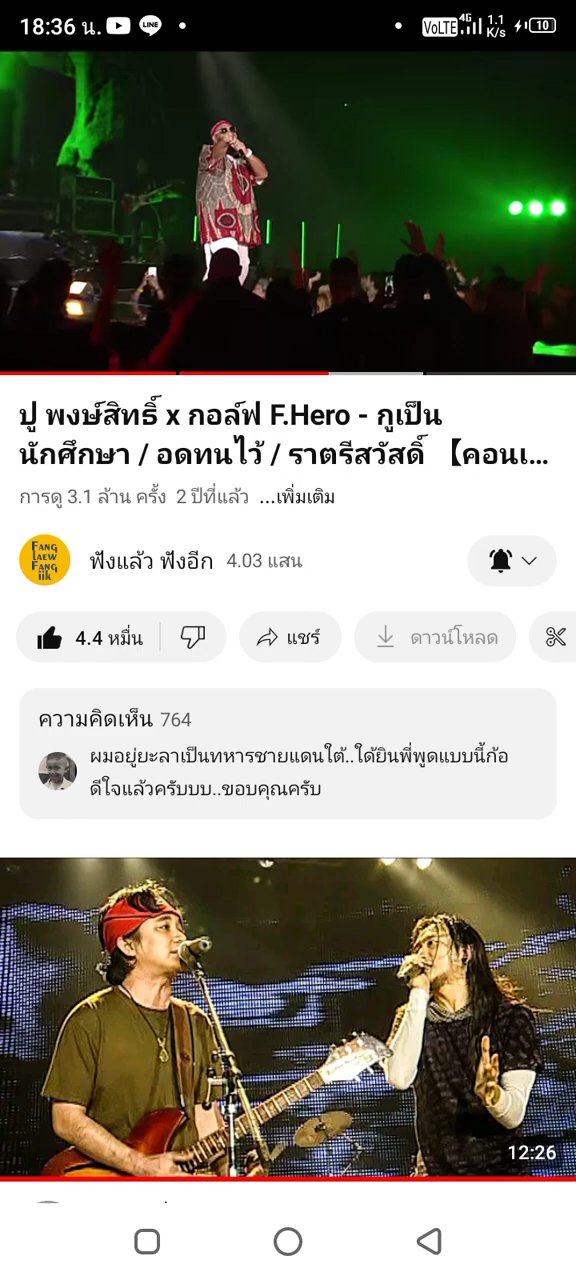 18:36 น. LINE VoLTE 4G 1.1 K/s 10
ปู พงษ์สิทธิ์ x กอล์ฟ F.Hero - กูเป็น
นักศึกษา / อดทนไว้ / ราตรีสวัสดิ์ 【คอนเ...
การดู 3.1 ล้าน ครั้ง 2 ปีที่แล้ว ...เพิ่มเติม
FANG
LAEW
FANG
iik
ฟังแล้ว ฟังอีก 4.03 แสน
4.4 หมื่น แชร์ ดาวน์โหลด
ความคิดเห็น 764
ผมอยู่ยะลาเป็นทหารชายแดนใต้..ใด้ยินพี่พูดแบบนี้ก้อ
ดีใจแล้วครับบบ..ขอบคุณครับ
12:26